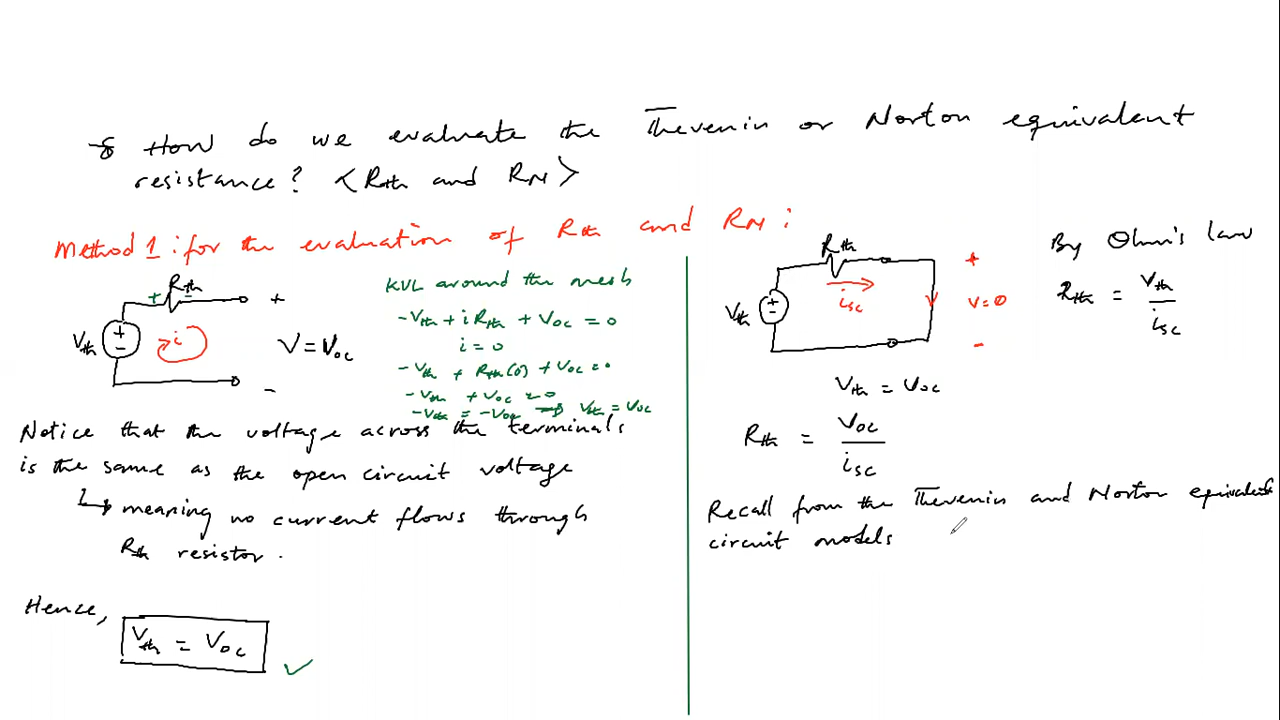 How do we evaluate the Thevenin or Norton equivalent
resistance? <Rth and RN>
Method 1 : for the evaluation of Rth and RN :
Rth
+
-
+
Vth
+
-
i
V = Voc
-
KVL around the mesh
-Vth + i Rth + Voc = 0
i = 0
-Vth + Rth(0) + Voc = 0
-Vth + Voc = 0
-Vth = -Voc ⇒ Vth = Voc
Notice that the voltage across the terminals
is the same as the open circuit voltage
↳ meaning no current flows through
Rth resistor.
Hence,
Vth = Voc ✓
Rth
Vth
+
-
isc
+
V=0
-
By Ohm's law
Rth = Vth / isc
Vth = Voc
Rth = Voc / isc
Recall from the Thevenin and Norton equivalent
circuit models